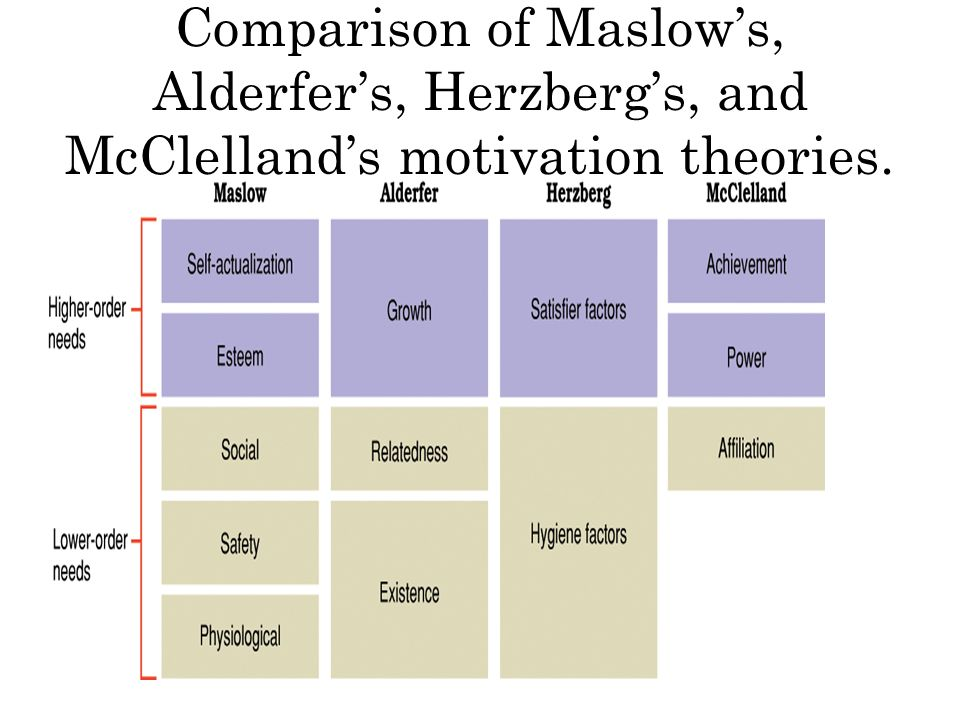 Comparison of Maslow’s,
Alderfer’s, Herzberg’s, and
McClelland’s motivation theories.
Maslow Alderfer Herzberg McClelland
Higher-order
needs
Self-actualization
Growth
Satisfier factors
Achievement
Esteem
Power
Lower-order
needs
Social
Relatedness
Affiliation
Safety
Hygiene factors
Existence
Physiological